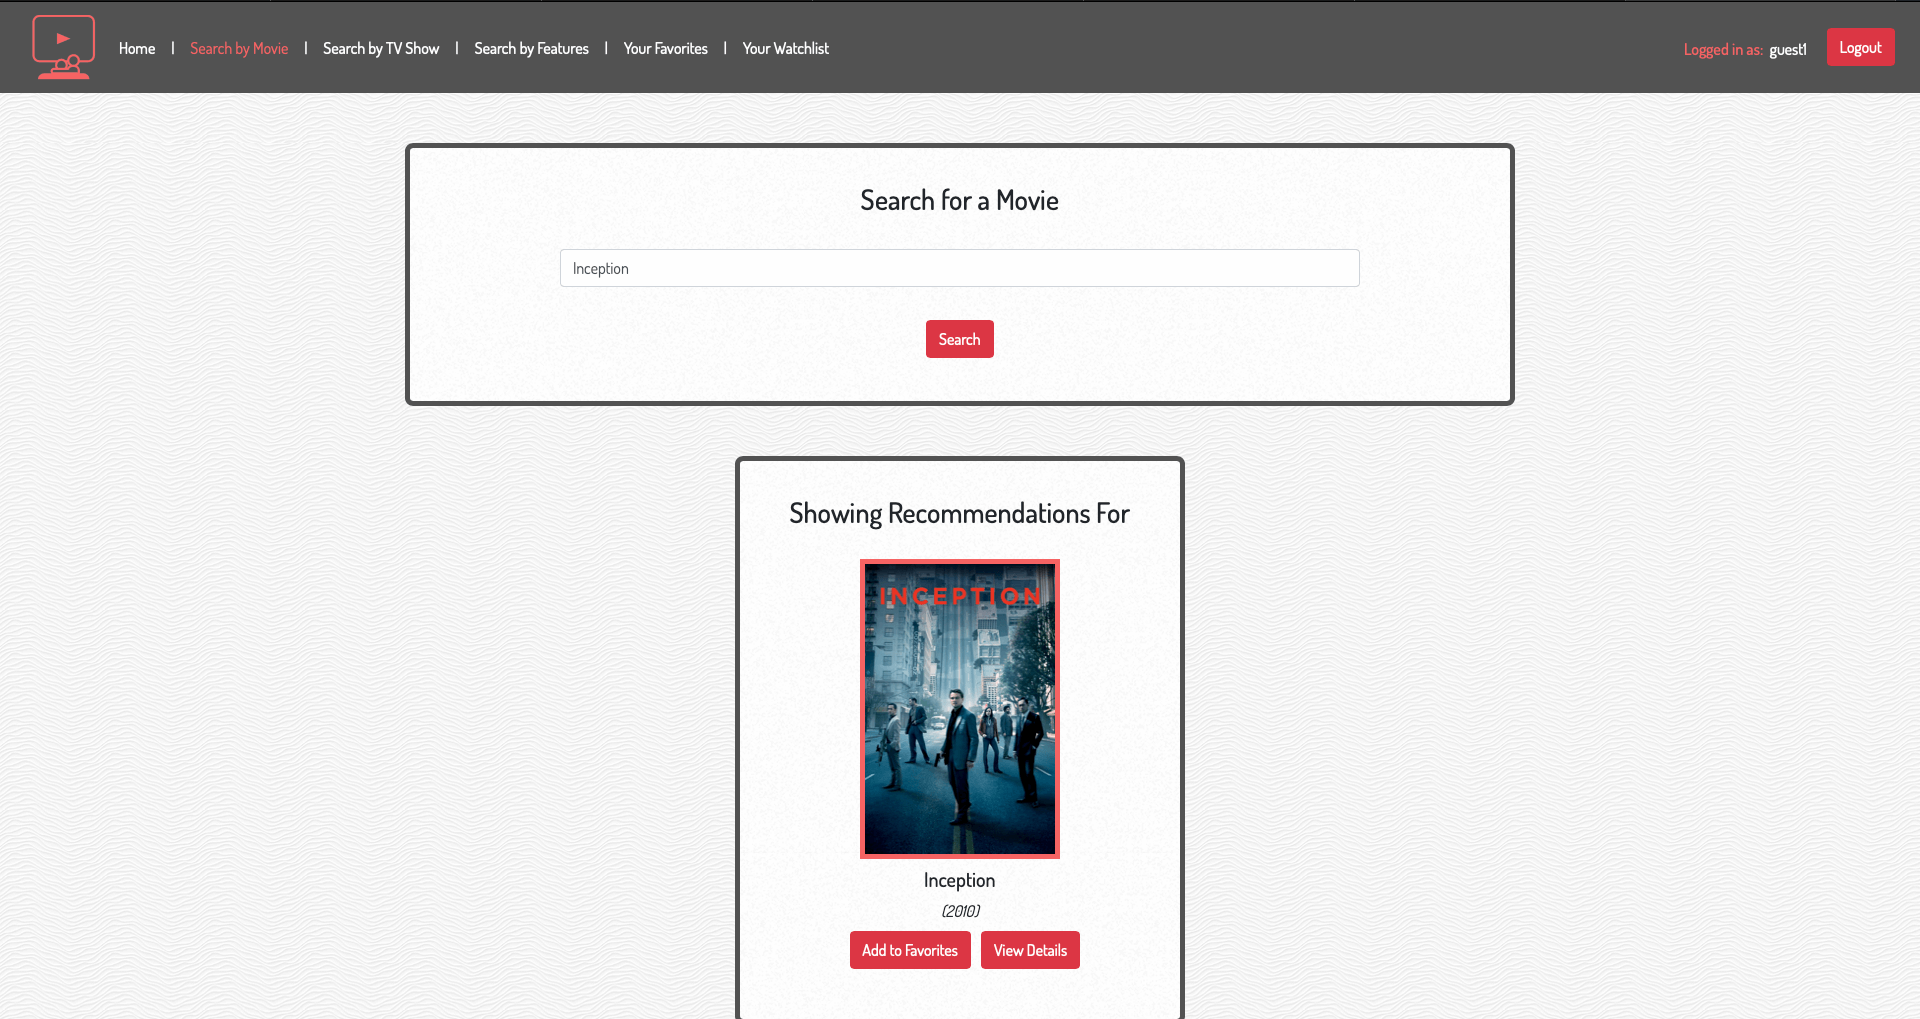 Home | Search by Movie | Search by TV Show | Search by Features | Your Favorites | Your Watchlist
Logged in as: guest1 Logout
Search for a Movie
Inception
Search
Showing Recommendations For
INCEPTION
Inception
(2010)
Add to Favorites View Details